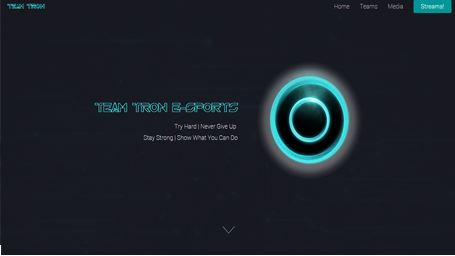 TEAM TRON
Home Teams Media Streams!
TEAM TRON E-SPORTS
Try Hard | Never Give Up
Stay Strong | Show What You Can Do